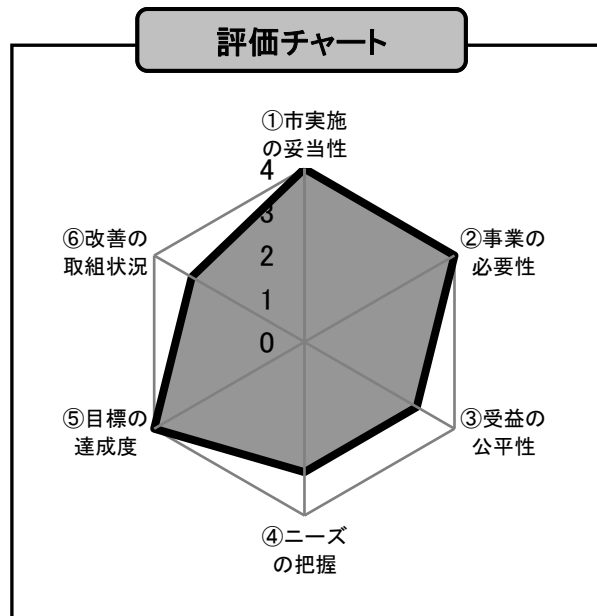 評価チャート
①市実施
の妥当性
4
3
2
1
0
②事業の
必要性
③受益の
公平性
④ニーズ
の把握
⑤目標の
達成度
⑥改善の
取組状況